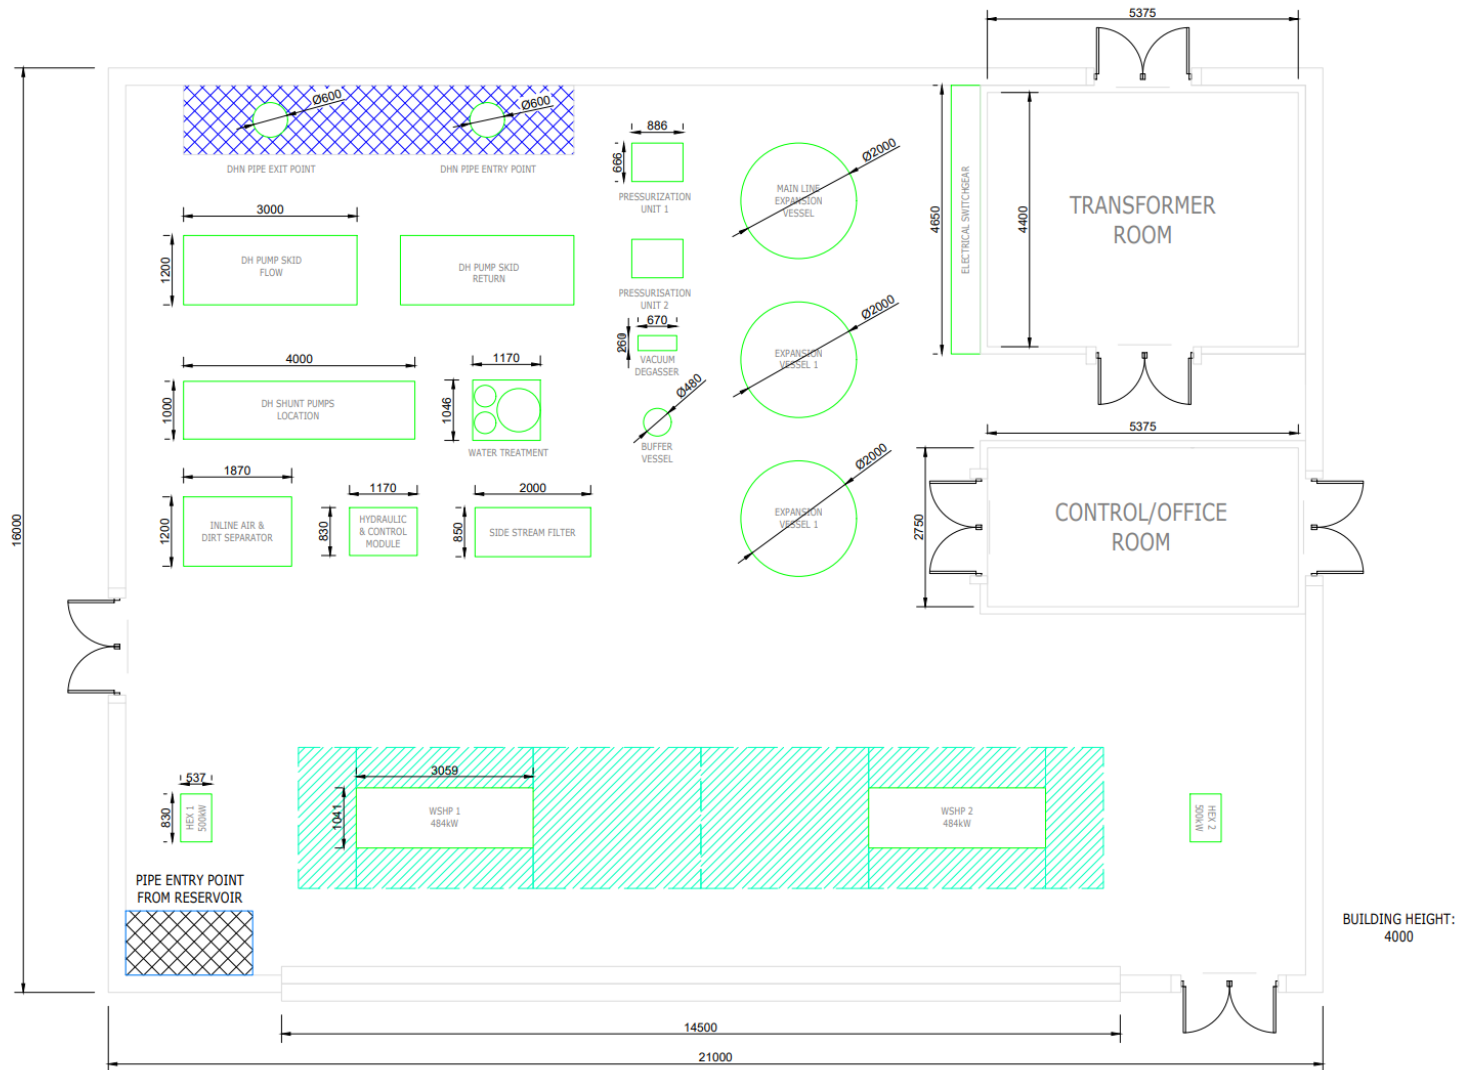 5375
Ø600
Ø600
DHN PIPE EXIT POINT
DHN PIPE ENTRY POINT
886
666
PRESSURIZATION
UNIT 1
Ø2000
MAIN LINE
EXPANSION
VESSEL
4650
ELECTRICAL SWITCHGEAR
4400
TRANSFORMER
ROOM
3000
1200
DH PUMP SKID
FLOW
DH PUMP SKID
RETURN
PRESSURISATION
UNIT 2
670
260
VACUUM
DEGASSER
Ø2000
EXPANSION
VESSEL 1
4000
1000
DH SHUNT PUMPS
LOCATION
1170
1046
WATER TREATMENT
Ø480
BUFFER
VESSEL
5375
16000
1870
1200
INLINE AIR &
DIRT SEPARATOR
1170
830
HYDRAULIC
& CONTROL
MODULE
2000
850
SIDE STREAM FILTER
Ø2000
EXPANSION
VESSEL 1
2750
CONTROL/OFFICE
ROOM
537
830
HEX 1
500kW
3059
1041
WSHP 1
484kW
WSHP 2
484kW
HEX 2
500kW
PIPE ENTRY POINT
FROM RESERVOIR
BUILDING HEIGHT:
4000
14500
21000